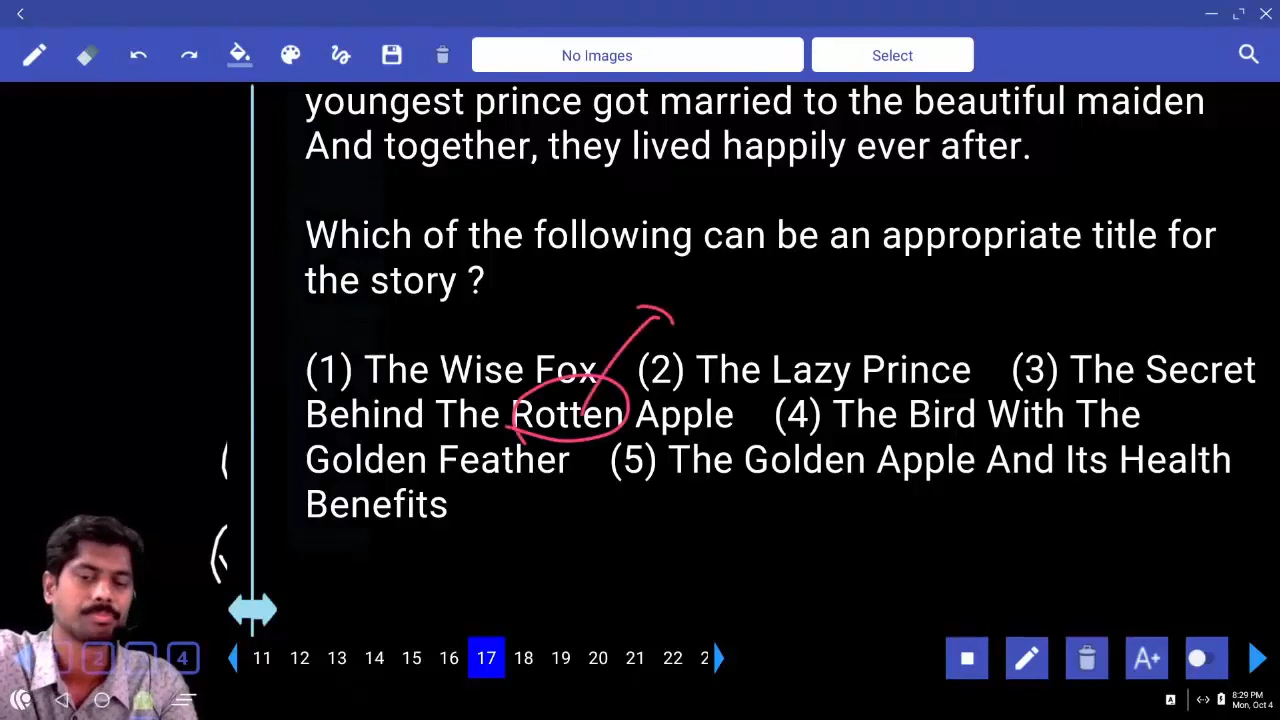 No Images
Select
youngest prince got married to the beautiful maiden
And together, they lived happily ever after.
Which of the following can be an appropriate title for
the story ?
(1) The Wise Fox (2) The Lazy Prince (3) The Secret
Behind The Rotten Apple (4) The Bird With The
Golden Feather (5) The Golden Apple And Its Health
Benefits
2 4 11 12 13 14 15 16 17 18 19 20 21 22 2
A+
A 8:29 PM
Mon, Oct 4